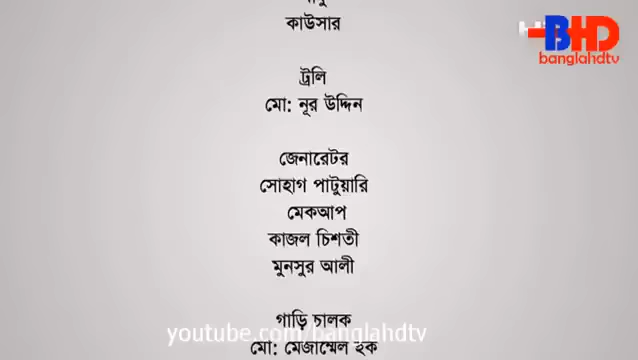 কাউসার
ট্রলি
মো: নূর উদ্দিন
জেনারেটর
সোহাগ পাটুয়ারি
মেকআপ
কাজল চিশতী
মুনসুর আলী
গাড়ি চালক
মো: মেজাম্মেল হক
BHD
banglahdtv
youtube.com/banglahdtv